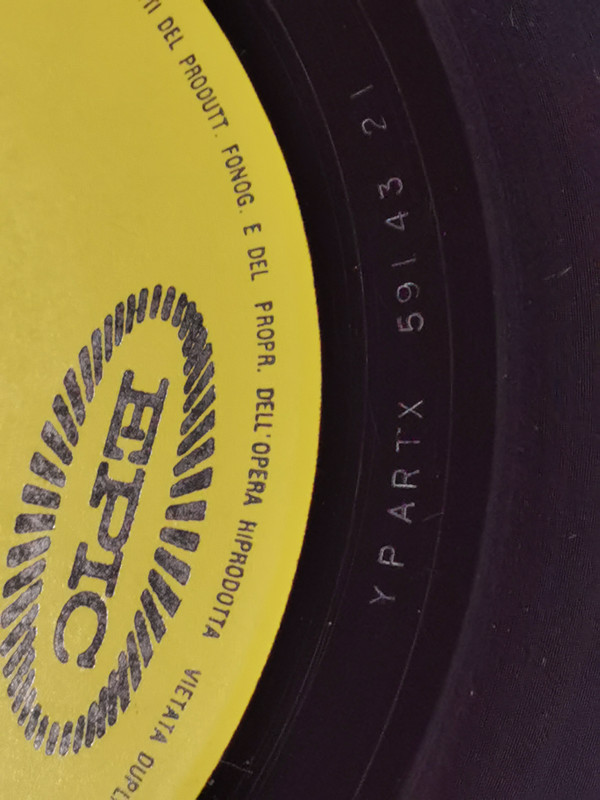 TI DEL PRODUTT. FONOG. E DEL PROPR. DELL'OPERA RIPRODOTTA VIETATA DUPL
EPIC
YPARTX 59143 21